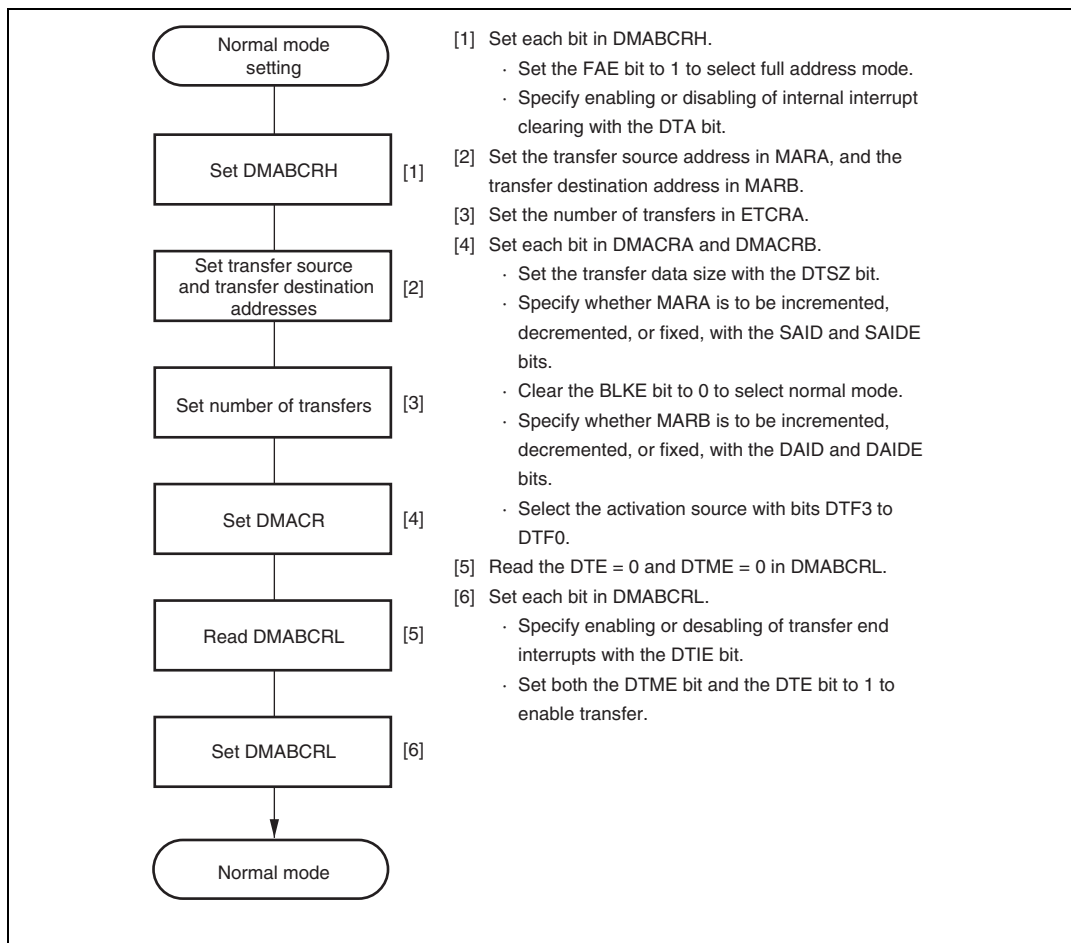 Normal mode
setting
Set DMABCRH
[1]
Set transfer source
and transfer destination
addresses
[2]
Set number of transfers
[3]
Set DMACR
[4]
Read DMABCRL
[5]
Set DMABCRL
[6]
Normal mode
[1] Set each bit in DMABCRH.
· Set the FAE bit to 1 to select full address mode.
· Specify enabling or disabling of internal interrupt
clearing with the DTA bit.
[2] Set the transfer source address in MARA, and the
transfer destination address in MARB.
[3] Set the number of transfers in ETCRA.
[4] Set each bit in DMACRA and DMACRB.
· Set the transfer data size with the DTSZ bit.
· Specify whether MARA is to be incremented,
decremented, or fixed, with the SAID and SAIDE
bits.
· Clear the BLKE bit to 0 to select normal mode.
· Specify whether MARB is to be incremented,
decremented, or fixed, with the DAID and DAIDE
bits.
· Select the activation source with bits DTF3 to
DTF0.
[5] Read the DTE = 0 and DTME = 0 in DMABCRL.
[6] Set each bit in DMABCRL.
· Specify enabling or desabling of transfer end
interrupts with the DTIE bit.
· Set both the DTME bit and the DTE bit to 1 to
enable transfer.